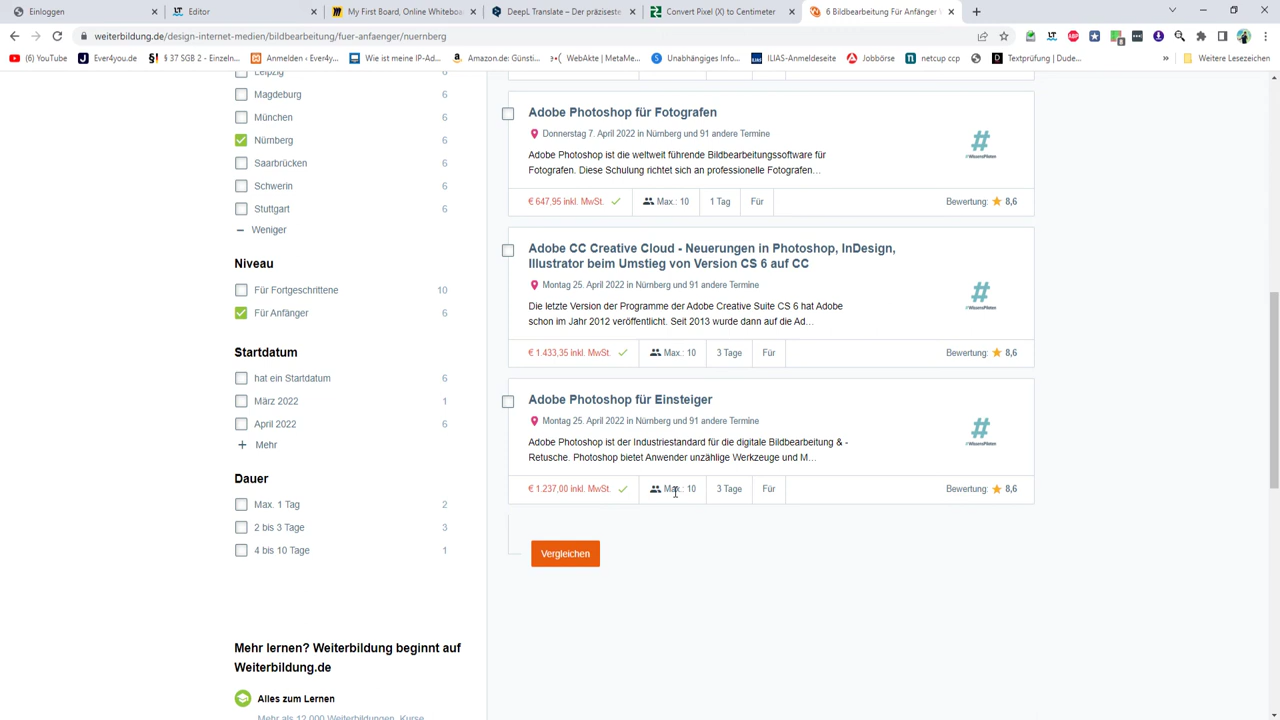 Einloggen
Editor
My First Board, Online Whiteboa
DeepL Translate – Der präziseste
Convert Pixel (X) to Centimeter
6 Bildbearbeitung Für Anfänger
weiterbildung.de/design-internet-medien/bildbearbeitung/fuer-anfaenger/nuernberg
(6) YouTube
Ever4you.de
§ 37 SGB 2 - Einzeln...
Anmelden ‹ Ever4y...
Wie ist meine IP-Ad...
Amazon.de: Günsti...
WebAkte | MetaMe...
Unabhängiges Info...
ILIAS-Anmeldeseite
Jobbörse
netcup ccp
Textprüfung | Dude...
»
Weitere Lesezeichen
Leipzig 6
Magdeburg 6
München 6
Nürnberg 6
Saarbrücken 6
Schwerin 6
Stuttgart 6
Weniger
Niveau
Für Fortgeschrittene 10
Für Anfänger 6
Startdatum
hat ein Startdatum 6
März 2022 1
April 2022 6
Mehr
Dauer
Max. 1 Tag 2
2 bis 3 Tage 3
4 bis 10 Tage 1
Mehr lernen? Weiterbildung beginnt auf
Weiterbildung.de
Alles zum Lernen
Mehr als 12.000 Weiterbildungen, Kurse
Adobe Photoshop für Fotografen
Donnerstag 7. April 2022 in Nürnberg und 91 andere Termine
Adobe Photoshop ist die weltweit führende Bildbearbeitungssoftware für
Fotografen. Diese Schulung richtet sich an professionelle Fotografen...
#
#WissensPiloten
€ 647,95 inkl. MwSt. Max.: 10 1 Tag Für Bewertung: 8,6
Adobe CC Creative Cloud - Neuerungen in Photoshop, InDesign,
Illustrator beim Umstieg von Version CS 6 auf CC
Montag 25. April 2022 in Nürnberg und 91 andere Termine
Die letzte Version der Programme der Adobe Creative Suite CS 6 hat Adobe
schon im Jahr 2012 veröffentlicht. Seit 2013 wurde dann auf die Ad...
#
#WissensPiloten
€ 1.433,35 inkl. MwSt. Max.: 10 3 Tage Für Bewertung: 8,6
Adobe Photoshop für Einsteiger
Montag 25. April 2022 in Nürnberg und 91 andere Termine
Adobe Photoshop ist der Industriestandard für die digitale Bildbearbeitung & -
Retusche. Photoshop bietet Anwender unzählige Werkzeuge und M...
#
#WissensPiloten
€ 1.237,00 inkl. MwSt. Max.: 10 3 Tage Für Bewertung: 8,6
Vergleichen